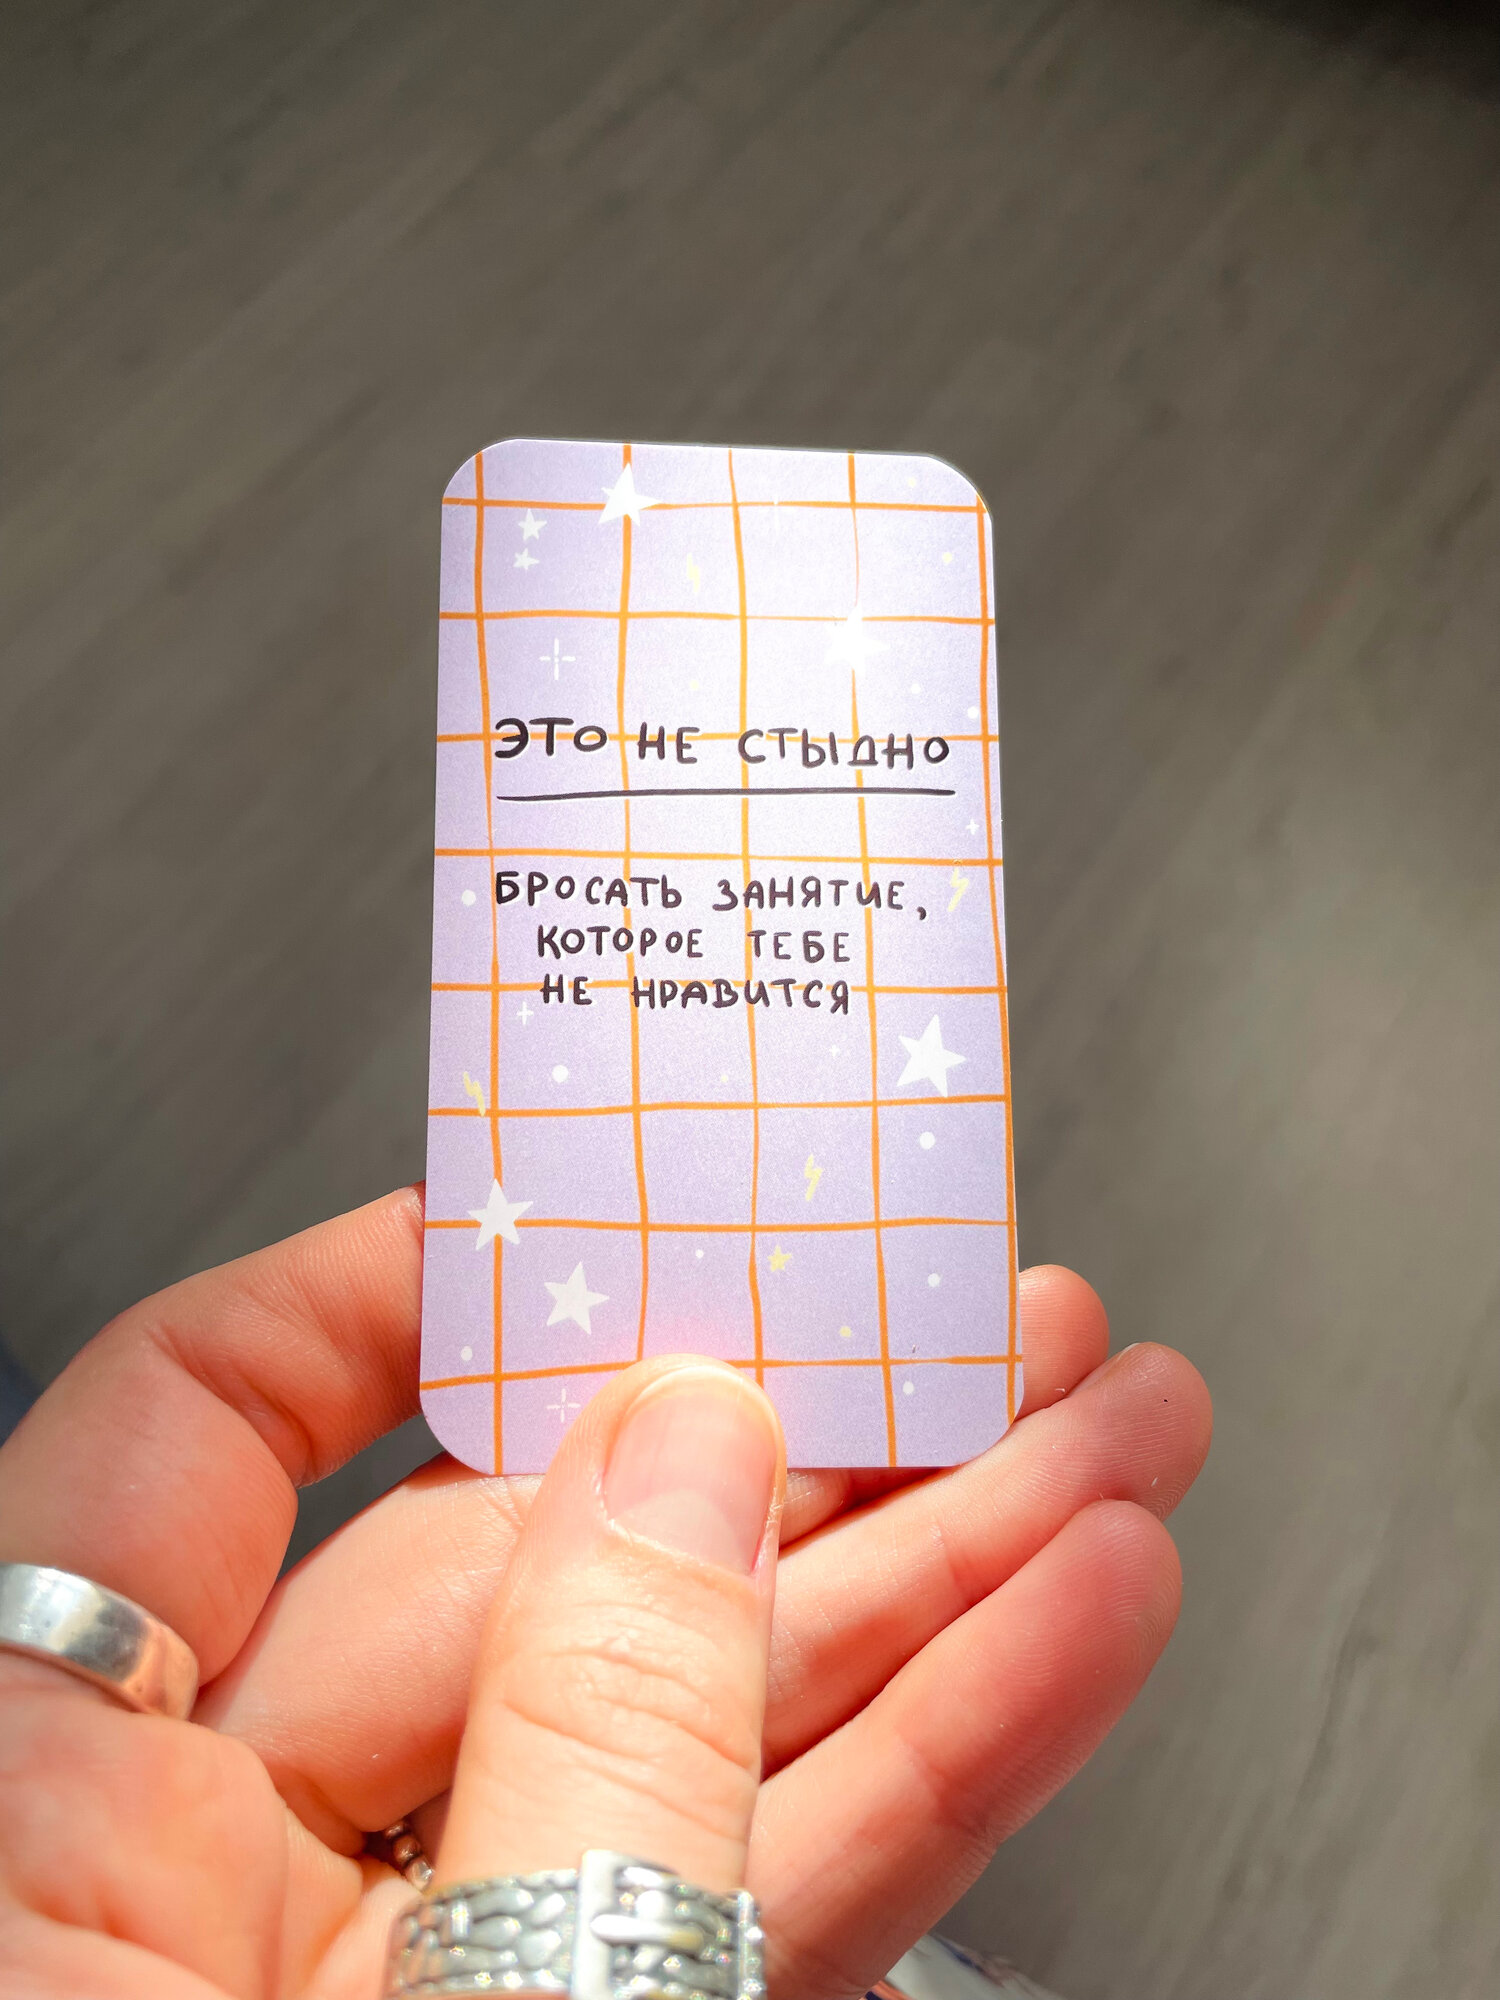 ЭТО НЕ СТЫДНО
БРОСАТЬ ЗАНЯТИЕ,
КОТОРОЕ ТЕБЕ
НЕ НРАВИТСЯ